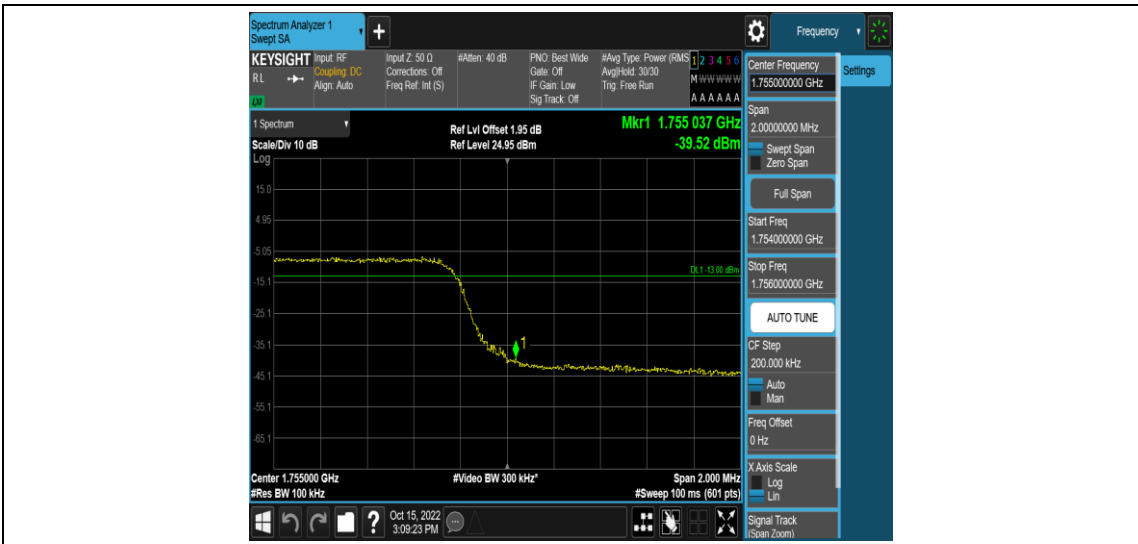 Spectrum Analyzer 1
Swept SA
+
Frequency
KEYSIGHT
RL
LXI
Input: RF
Coupling: DC
Align: Auto
Input Z: 50 Ω
Corrections: Off
Freq Ref: Int (S)
#Atten: 40 dB
PNO: Best Wide
Gate: Off
IF Gain: Low
Sig Track: Off
#Avg Type: Power (RMS
Avg|Hold: 30/30
Trig: Free Run
1 2 3 4 5 6
M W W W W W
A A A A A A
1 Spectrum
Scale/Div 10 dB
Log
Ref Lvl Offset 1.95 dB
Ref Level 24.95 dBm
Mkr1 1.755 037 GHz
-39.52 dBm
15.0
4.95
-5.05
-15.1
-25.1
-35.1
-45.1
-55.1
-65.1
DL1 -13.00 dBm
1
Center 1.755000 GHz
#Res BW 100 kHz
#Video BW 300 kHz*
Span 2.000 MHz
#Sweep 100 ms (601 pts)
?
Oct 15, 2022
3:09:23 PM
Center Frequency
1.755000000 GHz
Settings
Span
2.00000000 MHz
Swept Span
Zero Span
Full Span
Start Freq
1.754000000 GHz
Stop Freq
1.756000000 GHz
AUTO TUNE
CF Step
200.000 kHz
Auto
Man
Freq Offset
0 Hz
X Axis Scale
Log
Lin
Signal Track
(Span Zoom)